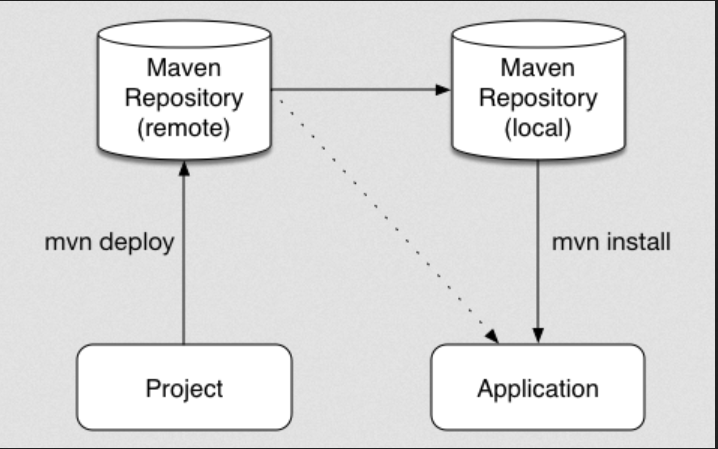 Maven
Repository
(remote)
Maven
Repository
(local)
mvn deploy
mvn install
Project
Application